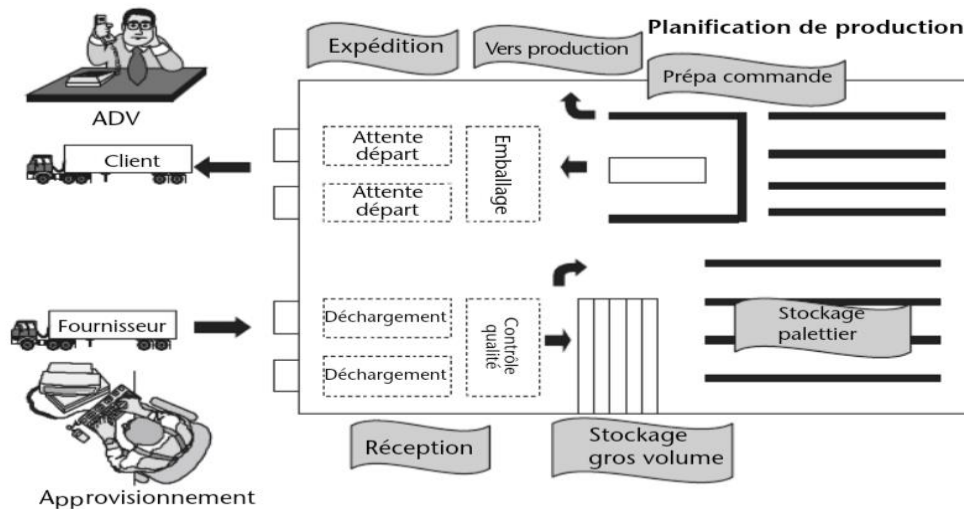 Planification de production
Expédition
Vers production
Prépa commande
ADV
Client
Attente
départ
Attente
départ
Emballage
Fournisseur
Déchargement
Déchargement
Contrôle
qualité
Stockage
palettier
Réception
Stockage
gros volume
Approvisionnement